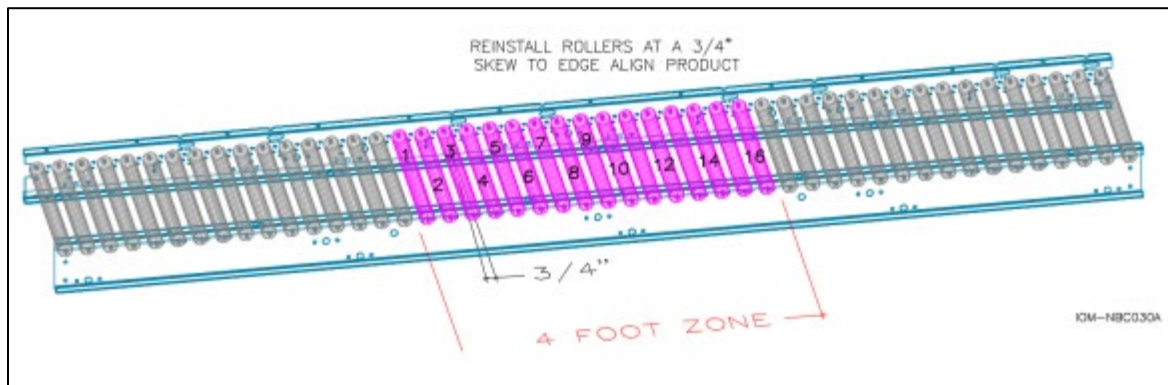 REINSTALL ROLLERS AT A 3/4"
SKEW TO EDGE ALIGN PRODUCT
1 3 5 7 9
2 4 6 8 10 12 14 16
3/4"
4 FOOT ZONE
IOM-NBC030A